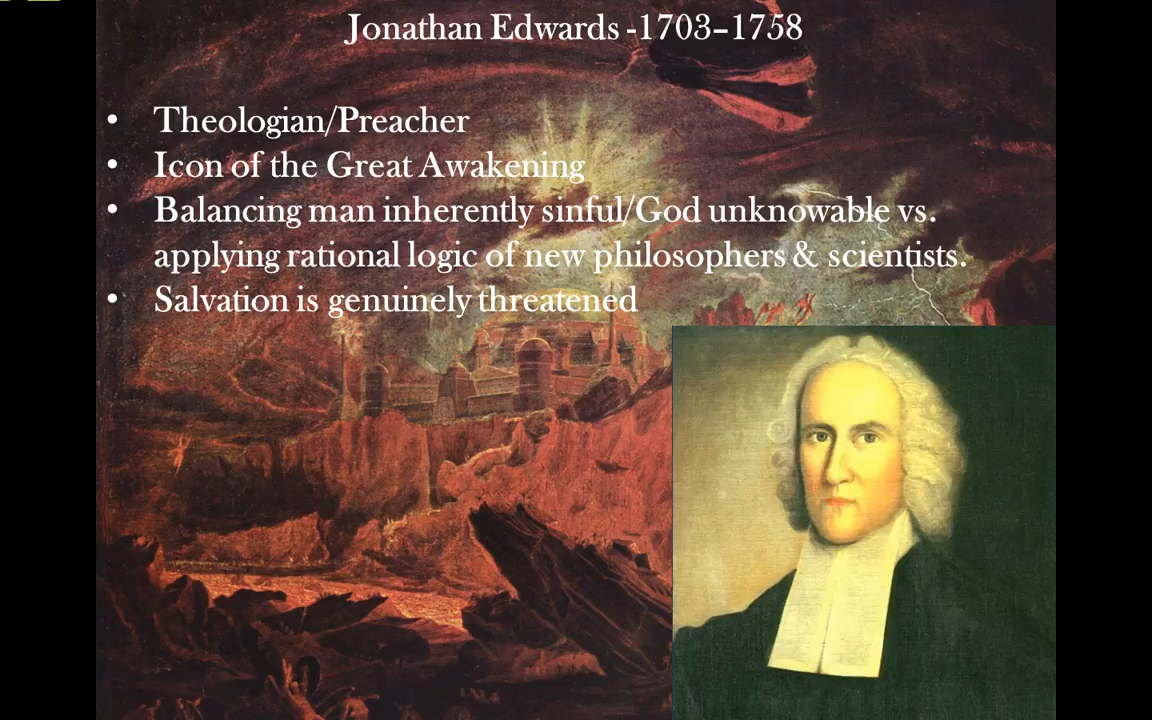 Jonathan Edwards -1703–1758
• Theologian/Preacher
• Icon of the Great Awakening
• Balancing man inherently sinful/God unknowable vs.
applying rational logic of new philosophers & scientists.
• Salvation is genuinely threatened